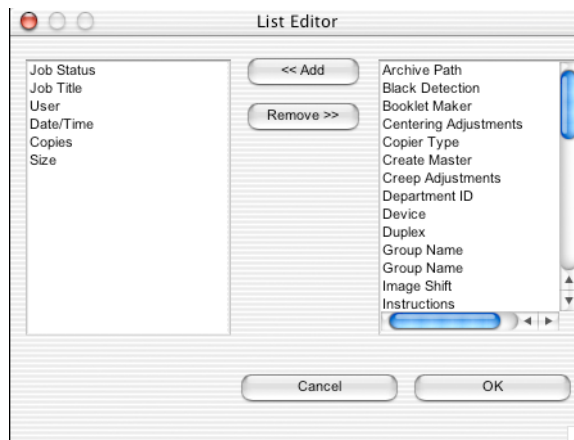 List Editor
Job Status
Job Title
User
Date/Time
Copies
Size
<< Add
Remove >>
Archive Path
Black Detection
Booklet Maker
Centering Adjustments
Copier Type
Create Master
Creep Adjustments
Department ID
Device
Duplex
Group Name
Group Name
Image Shift
Instructions
Cancel
OK